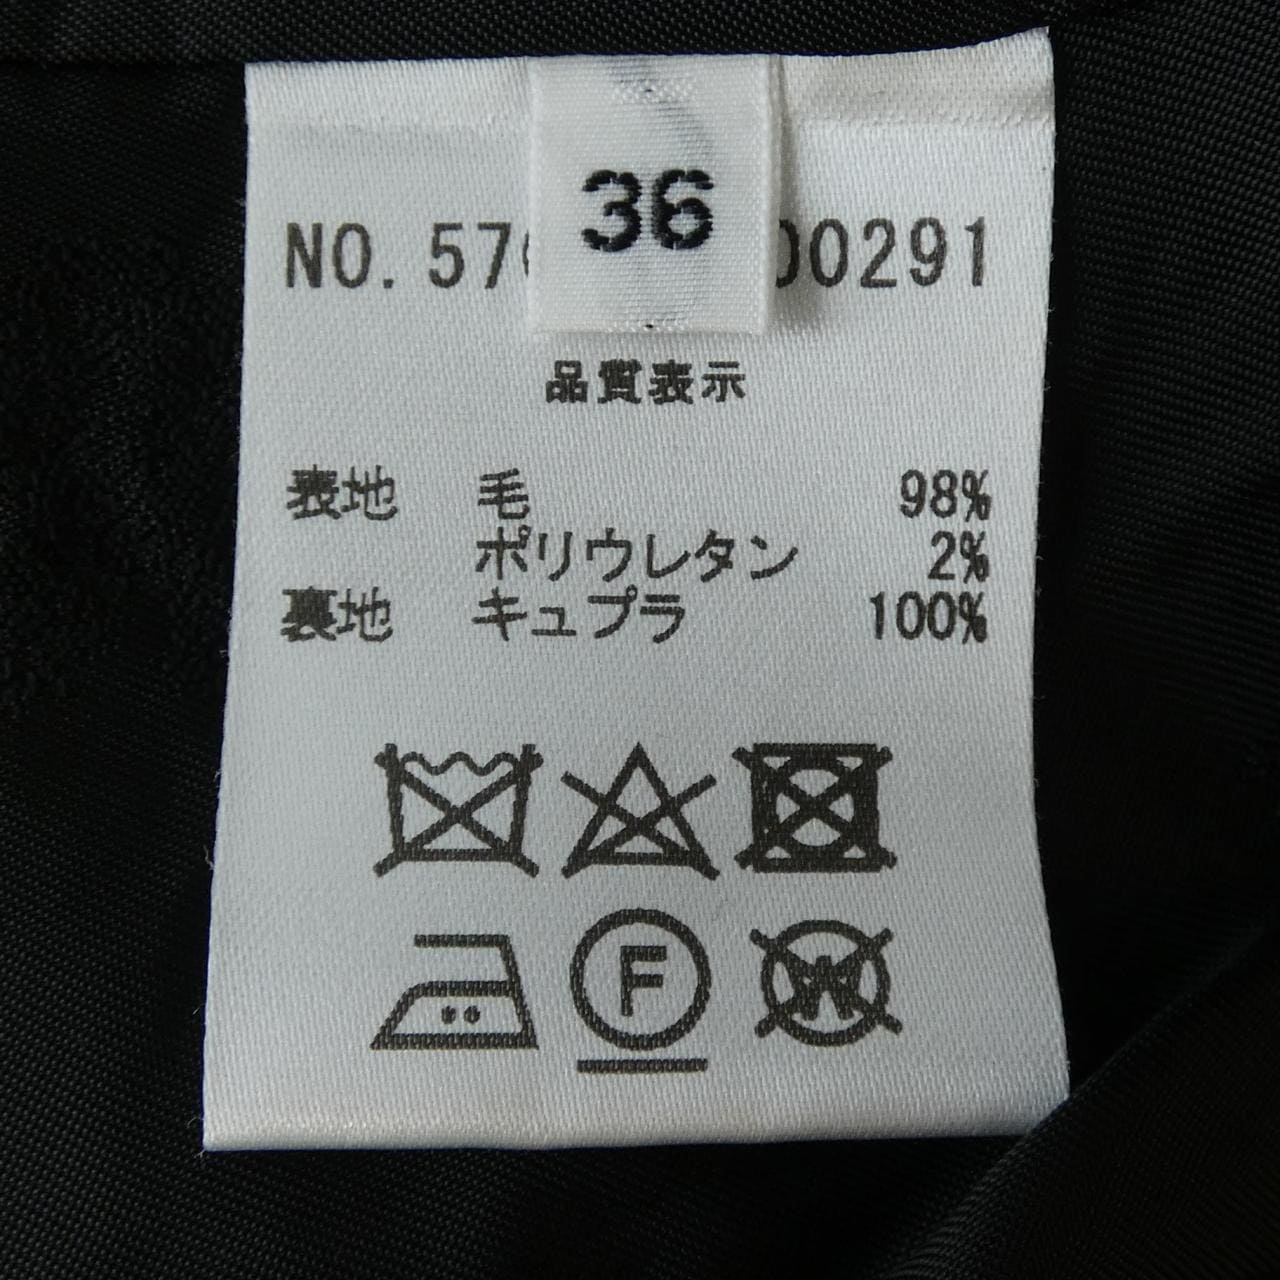 36
NO. 57 00291
品質表示
表地 毛 98%
ポリウレタン 2%
裏地 キュプラ 100%
F
W